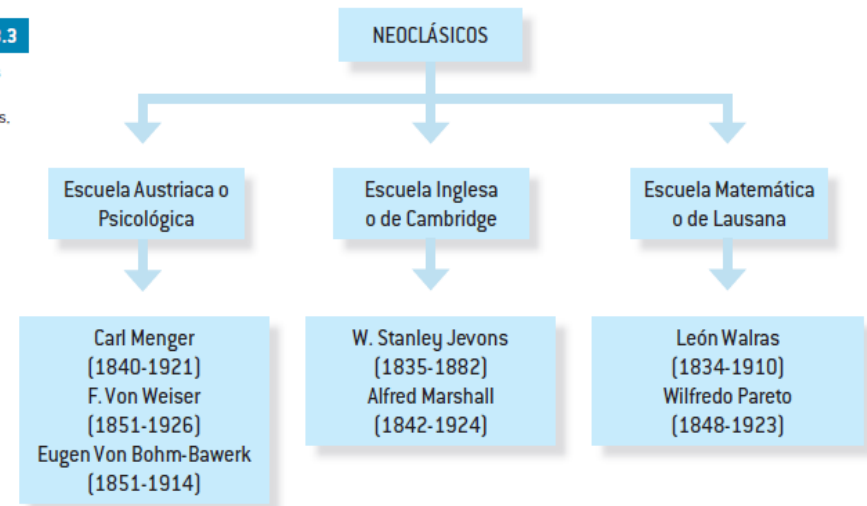 .3
s.
NEOCLÁSICOS
Escuela Austriaca o
Psicológica
Escuela Inglesa
o de Cambridge
Escuela Matemática
o de Lausana
Carl Menger
(1840-1921)
F. Von Weiser
(1851-1926)
Eugen Von Bohm-Bawerk
(1851-1914)
W. Stanley Jevons
(1835-1882)
Alfred Marshall
(1842-1924)
León Walras
(1834-1910)
Wilfredo Pareto
(1848-1923)